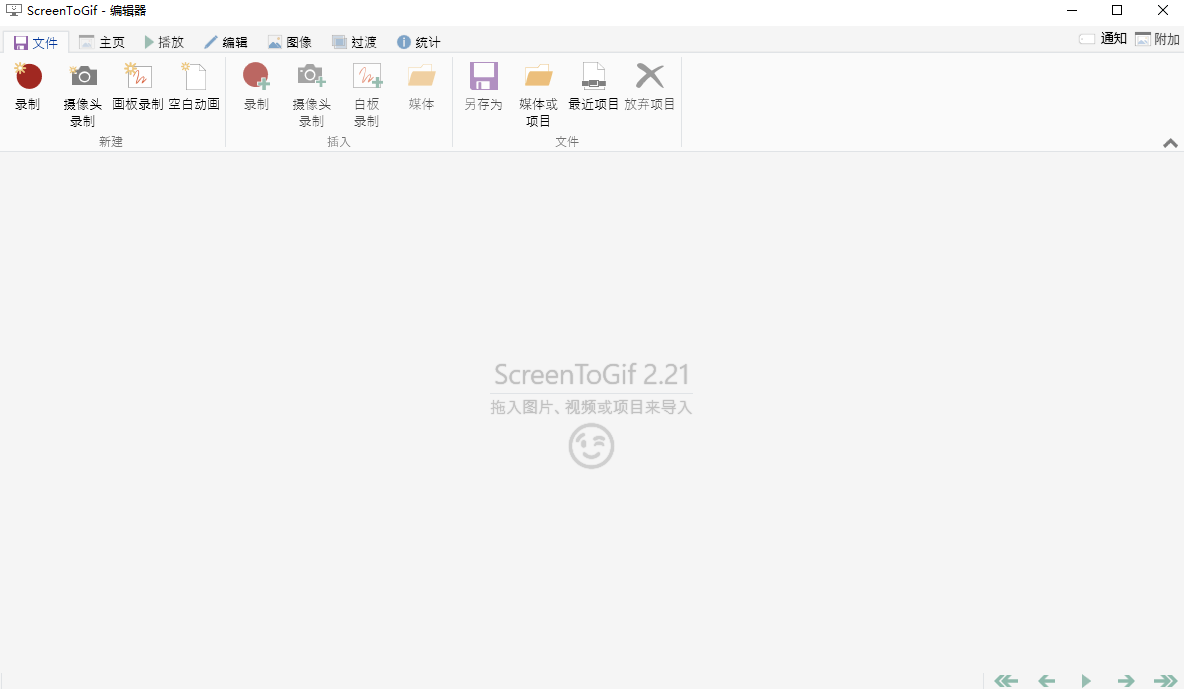 ScreenToGif - 编辑器
文件 主页 播放 编辑 图像 过渡 统计 通知 附加
录制 摄像头 画板录制 空白动画 录制 摄像头 白板 媒体 另存为 媒体或 最近项目 放弃项目
录制 录制 录制 项目
新建 插入 文件
ScreenToGif 2.21
拖入图片、视频或项目来导入